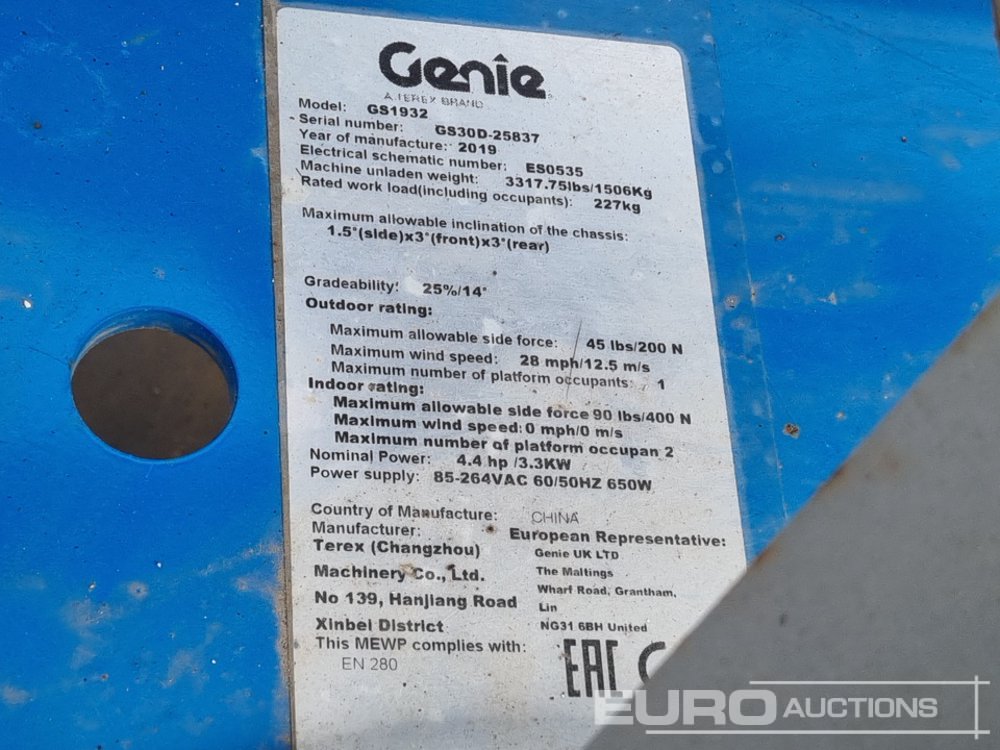 Genie
A TEREX BRAND
Model: GS1932
Serial number: GS30D-25837
Year of manufacture: 2019
Electrical schematic number: ES0535
Machine unladen weight: 3317.75lbs/1506Kg
Rated work load(including occupants): 227kg
Maximum allowable inclination of the chassis:
1.5°(side)x3°(front)x3°(rear)
Gradeability: 25%/14°
Outdoor rating:
Maximum allowable side force: 45 lbs/200 N
Maximum wind speed: 28 mph/12.5 m/s
Maximum number of platform occupants: 1
Indoor rating:
Maximum allowable side force 90 lbs/400 N
Maximum wind speed: 0 mph/0 m/s
Maximum number of platform occupan 2
Nominal Power: 4.4 hp /3.3KW
Power supply: 85-264VAC 60/50HZ 650W
Country of Manufacture: CHINA
Manufacturer:
Terex (Changzhou)
Machinery Co., Ltd.
No 139, Hanjiang Road
Xinbei District
European Representative:
Genie UK LTD
The Maltings
Wharf Road, Grantham,
Lin
NG31 6BH United
This MEWP complies with:
EN 280
EAC
EURO AUCTIONS